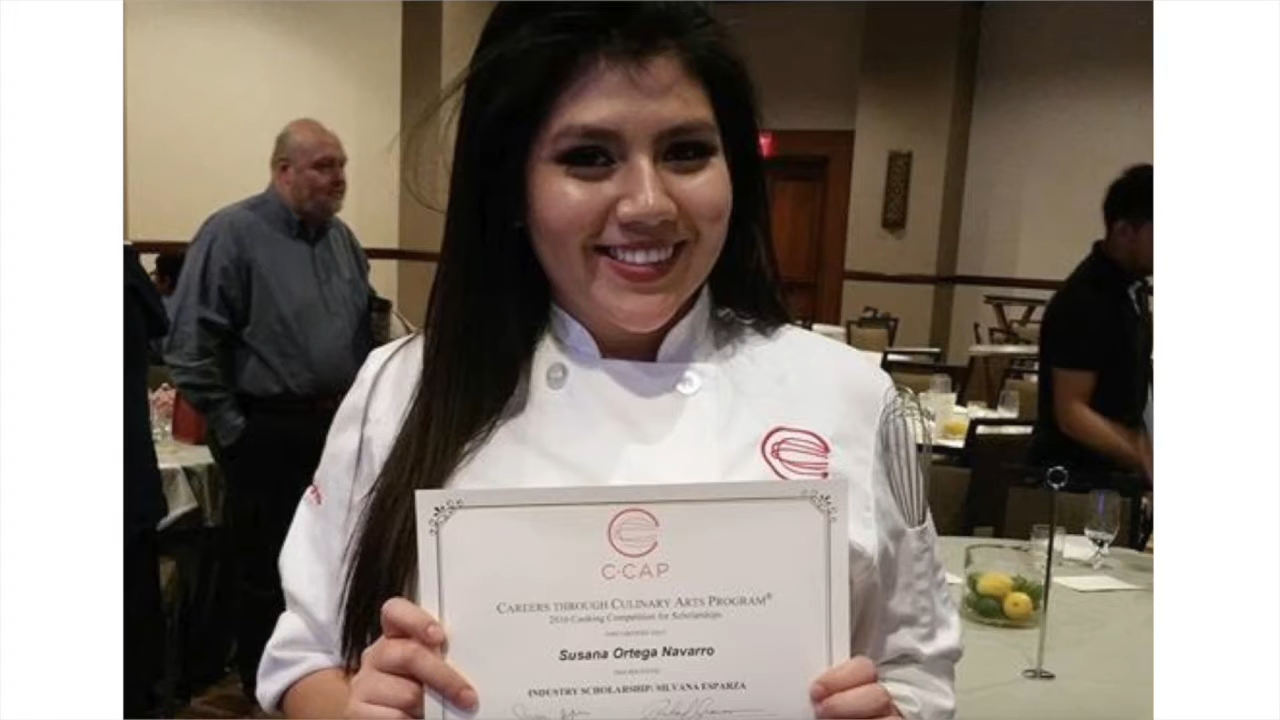 C·CAP
CAREERS THROUGH CULINARY ARTS PROGRAM®
2016 Cooking Competition for Scholarships
Susana Ortega Navarro
INDUSTRY SCHOLARSHIP: SILVANA ESPARZA